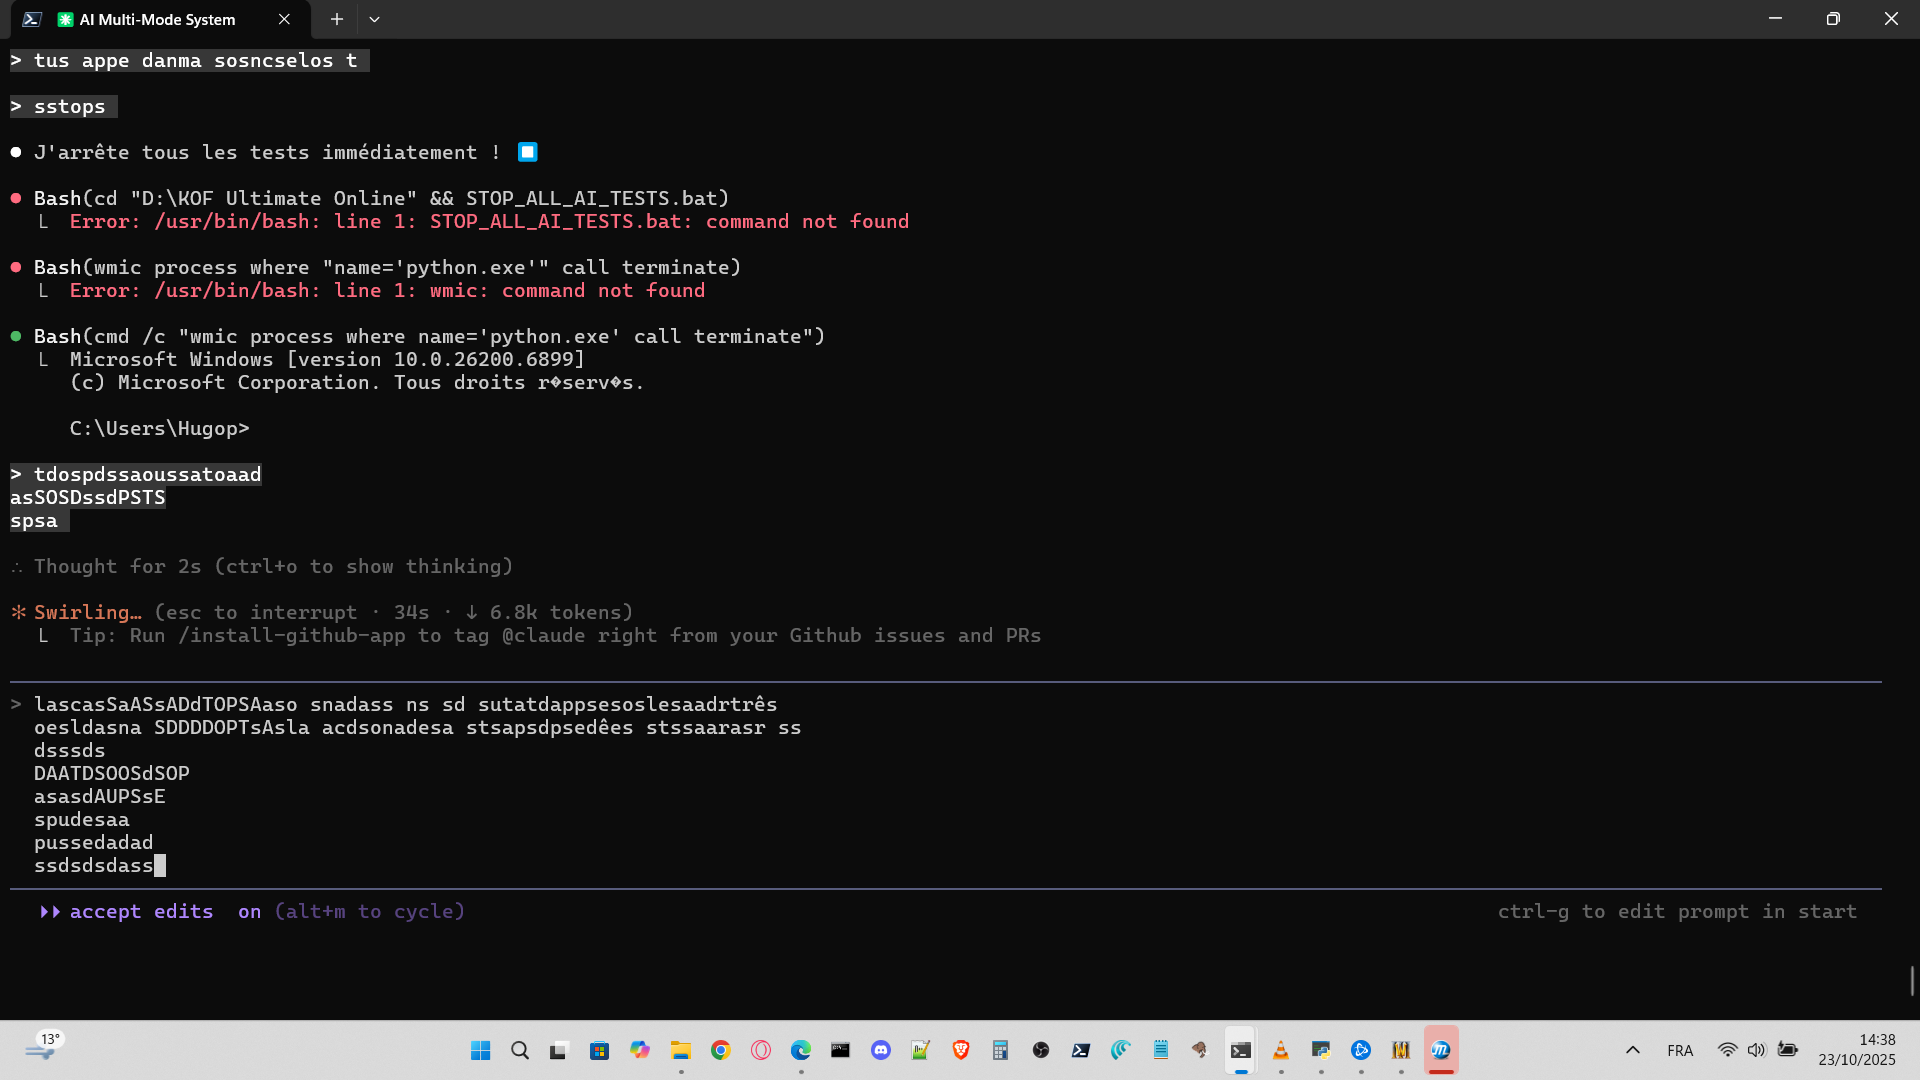 AI Multi-Mode System
> tus appe danma sosncselos t
> sstops
● J'arrête tous les tests immédiatement !
● Bash(cd "D:\KOF Ultimate Online" && STOP_ALL_AI_TESTS.bat)
└ Error: /usr/bin/bash: line 1: STOP_ALL_AI_TESTS.bat: command not found
● Bash(wmic process where "name='python.exe'" call terminate)
└ Error: /usr/bin/bash: line 1: wmic: command not found
● Bash(cmd /c "wmic process where name='python.exe' call terminate")
└ Microsoft Windows [version 10.0.26200.6899]
(c) Microsoft Corporation. Tous droits r�serv�s.
C:\Users\Hugop>
> tdospdssaoussatoaad
asSOSDssdPSTS
spsa
∴ Thought for 2s (ctrl+o to show thinking)
✻ Swirling… (esc to interrupt · 34s · ↓ 6.8k tokens)
└ Tip: Run /install-github-app to tag @claude right from your Github issues and PRs
> lascasSaASsADdTOPSAaso snadass ns sd sutatdappsesoslesaadrtrês
oesldasna SDDDDOPTsAsla acdsonadesa stsapsdpsedêes stssaarasr ss
dsssds
DAATDSOOSdSOP
asasdAUPSsE
spudesaa
pussedadad
ssdsdsdass
⏵⏵ accept edits on (alt+m to cycle) ctrl-g to edit prompt in start
13°
FRA
14:38
23/10/2025